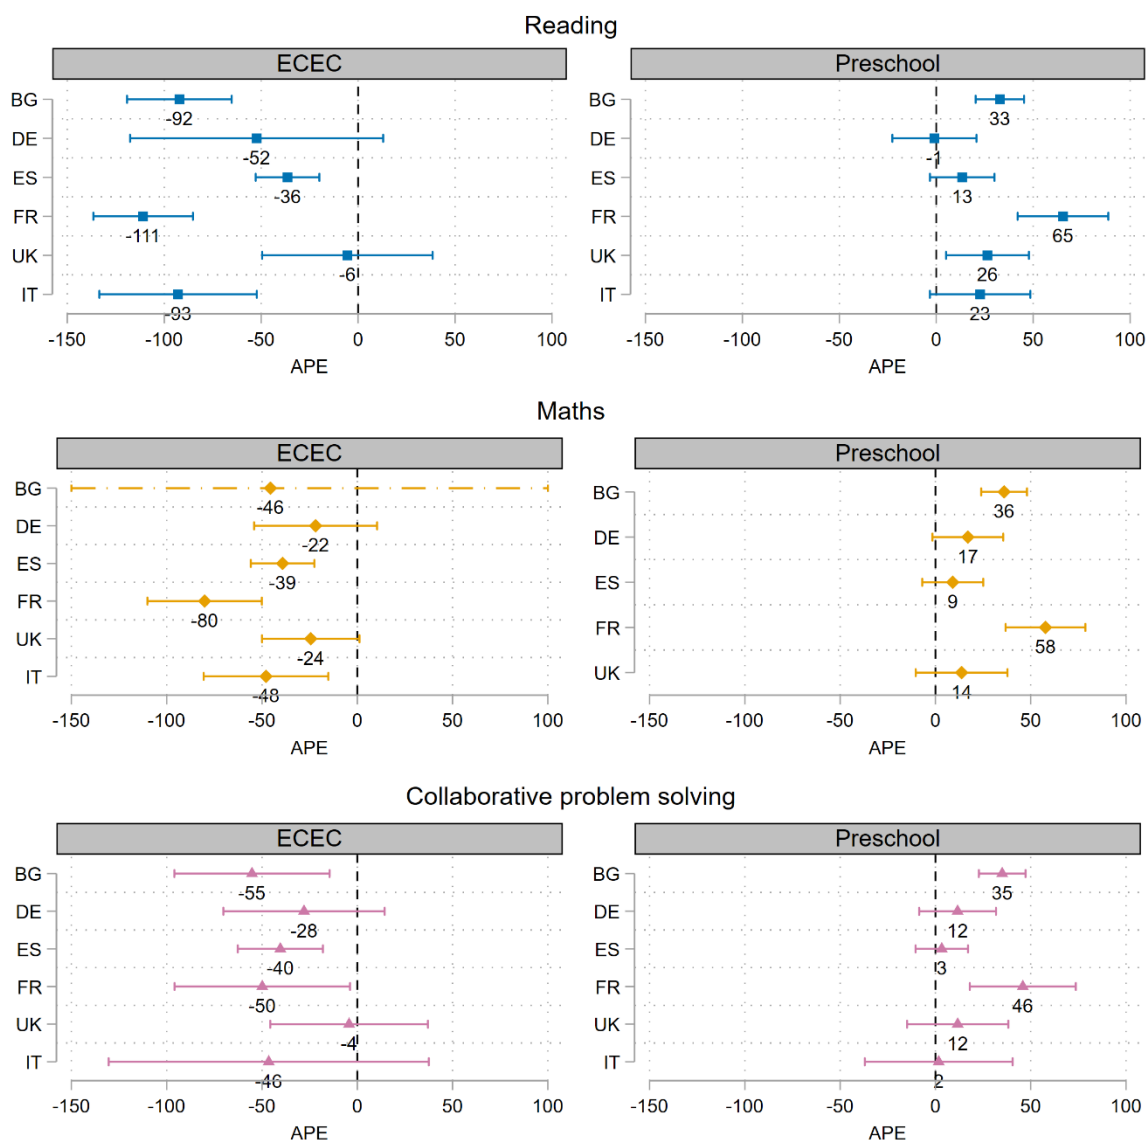 Reading
ECEC
BG
-92
DE
-52
ES
-36
FR
-111
UK
-6
IT
-93
-150 -100 -50 0 50 100
APE
Preschool
BG
33
DE
-1
ES
13
FR
65
UK
26
IT
23
-150 -100 -50 0 50 100
APE
Maths
ECEC
BG
-46
DE
-22
ES
-39
FR
-80
UK
-24
IT
-48
-150 -100 -50 0 50 100
APE
Preschool
BG
36
DE
17
ES
9
FR
58
UK
14
-150 -100 -50 0 50 100
APE
Collaborative problem solving
ECEC
BG
-55
DE
-28
ES
-40
FR
-50
UK
-4
IT
-46
-150 -100 -50 0 50 100
APE
Preschool
BG
35
DE
12
ES
3
FR
46
UK
12
IT
2
-150 -100 -50 0 50 100
APE